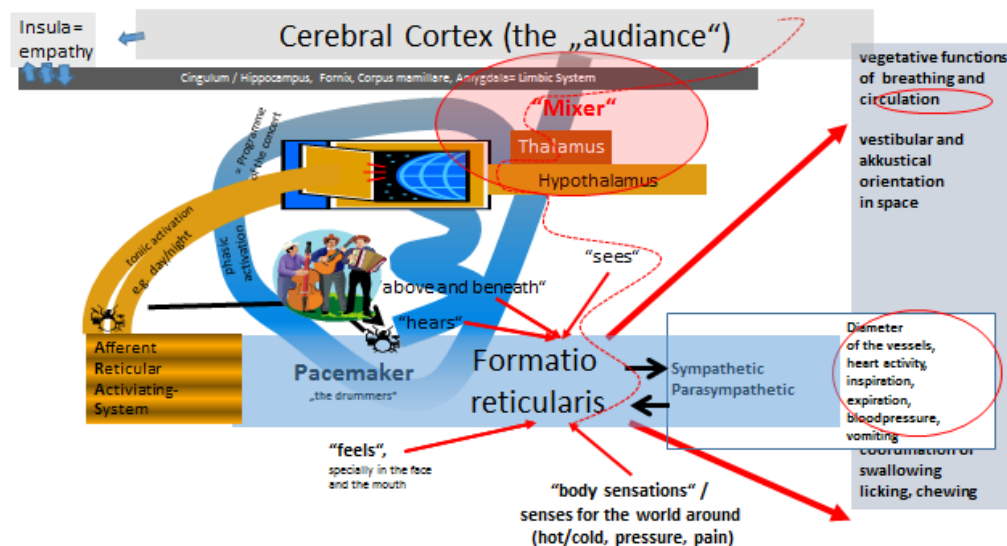 Insula=
empathy
Cerebral Cortex (the „audiance“)
Cingulum / Hippocampus, Fornix, Corpus mamillare, Amygdala= Limbic System
“Mixer“
Thalamus
Hypothalamus
= Programme
of the concert
toniic activation
e.g. day/night
phasic
activation
“sees“
above and beneath“
“hears“
Afferent
Reticular
Activiating-
System
Pacemaker
„the drummers“
Formatio
reticularis
Sympathetic
Parasympathetic
“feels“,
specially in the face
and the mouth
“body sensations“ /
senses for the world around
(hot/cold, pressure, pain)
vegetative functions
of breathing and
circulation
vestibular and
akkustical
orientation
in space
Diameter
of the vessels,
heart activity,
inspiration,
expiration,
bloodpressure,
vomiting
coordination of
swallowing
licking, chewing